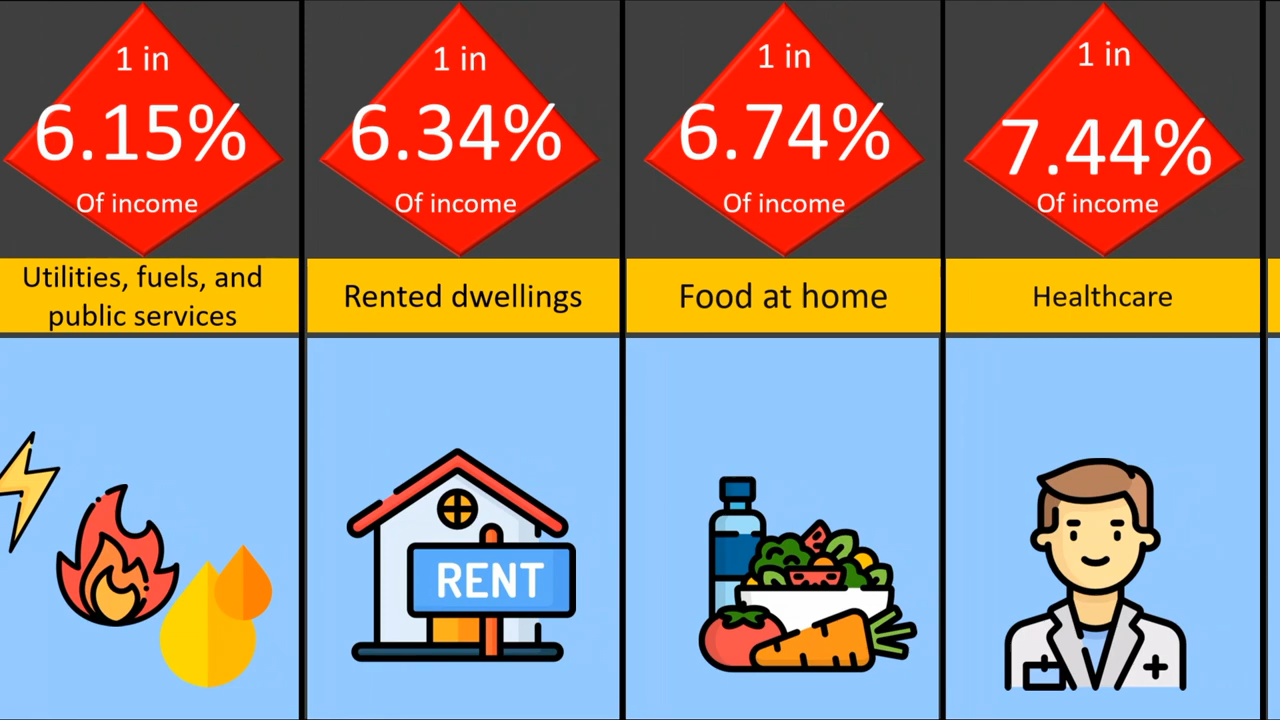 1 in
6.15%
Of income
Utilities, fuels, and
public services
1 in
6.34%
Of income
Rented dwellings
RENT
1 in
6.74%
Of income
Food at home
1 in
7.44%
Of income
Healthcare